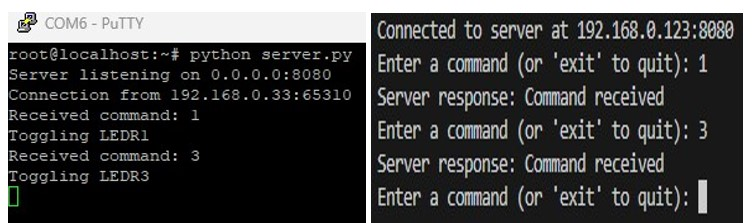 COM6 - PuTTY
root@localhost:~# python server.py
Server listening on 0.0.0.0:8080
Connection from 192.168.0.33:65310
Received command: 1
Toggling LEDR1
Received command: 3
Toggling LEDR3
Connected to server at 192.168.0.123:8080
Enter a command (or 'exit' to quit): 1
Server response: Command received
Enter a command (or 'exit' to quit): 3
Server response: Command received
Enter a command (or 'exit' to quit):